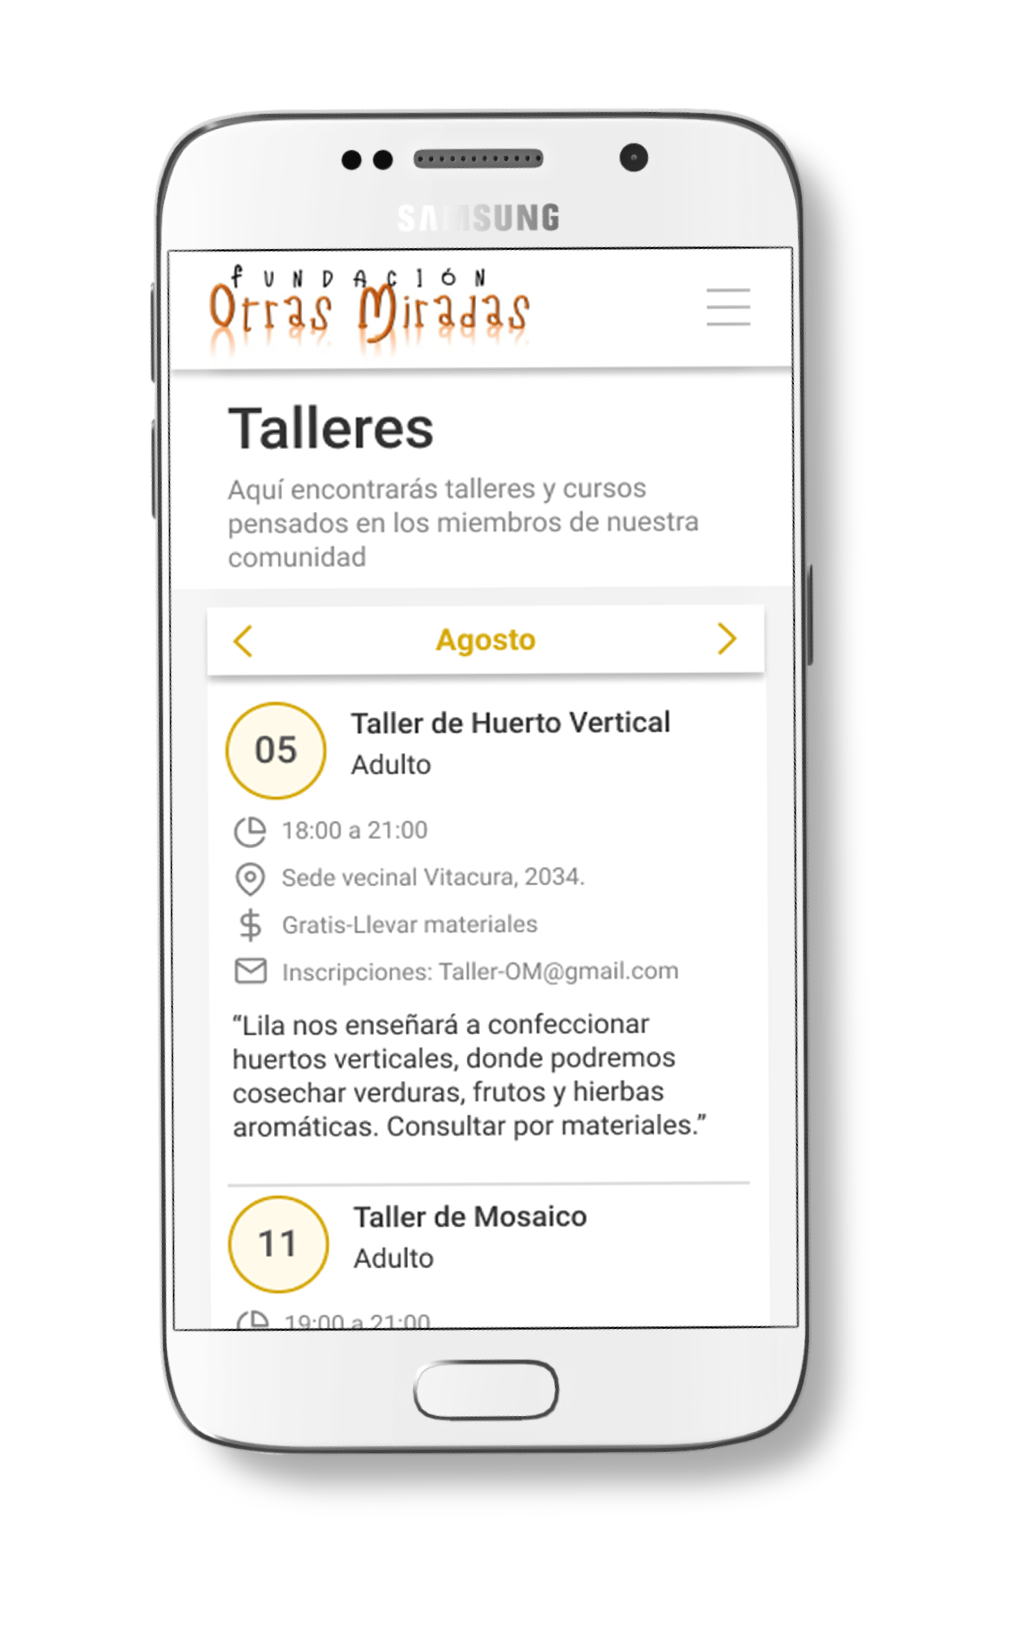 SAMSUNG
FUNDACIÓN
Otras Miradas
Talleres
Aquí encontrarás talleres y cursos
pensados en los miembros de nuestra
comunidad
Agosto
05
Taller de Huerto Vertical
Adulto
18:00 a 21:00
Sede vecinal Vitacura, 2034.
Gratis-Llevar materiales
Inscripciones: Taller-OM@gmail.com
“Lila nos enseñará a confeccionar
huertos verticales, donde podremos
cosechar verduras, frutos y hierbas
aromáticas. Consultar por materiales.”
11
Taller de Mosaico
Adulto
19:00 a 21:00